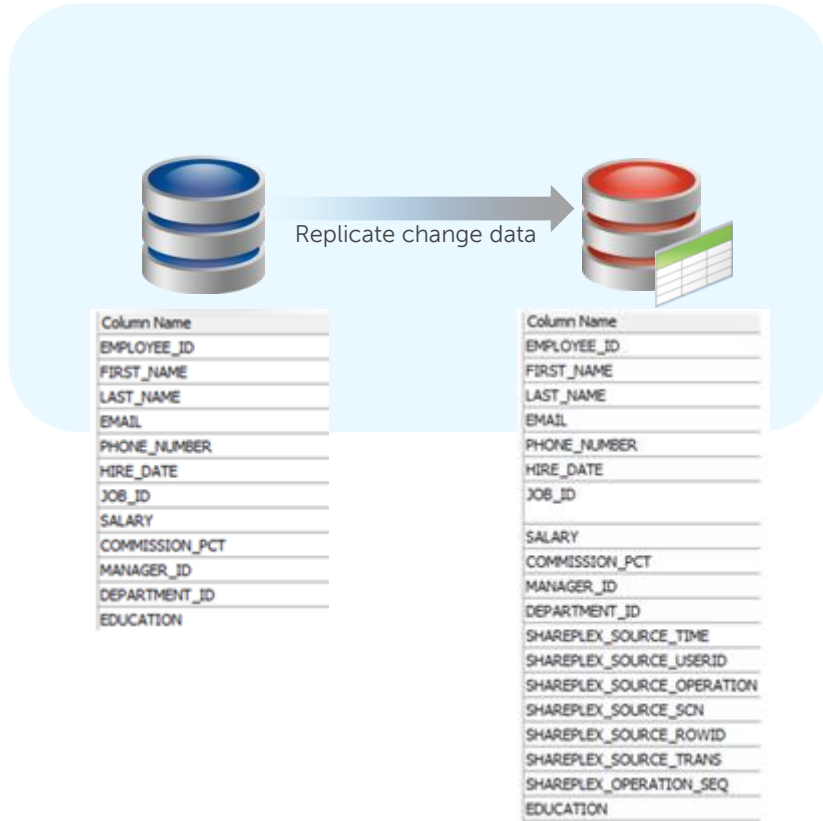 Replicate change data
Column Name
EMPLOYEE_ID
FIRST_NAME
LAST_NAME
EMAIL
PHONE_NUMBER
HIRE_DATE
JOB_ID
SALARY
COMMISSION_PCT
MANAGER_ID
DEPARTMENT_ID
EDUCATION
Column Name
EMPLOYEE_ID
FIRST_NAME
LAST_NAME
EMAIL
PHONE_NUMBER
HIRE_DATE
JOB_ID
SALARY
COMMISSION_PCT
MANAGER_ID
DEPARTMENT_ID
SHAREPLEX_SOURCE_TIME
SHAREPLEX_SOURCE_USERID
SHAREPLEX_SOURCE_OPERATION
SHAREPLEX_SOURCE_SCN
SHAREPLEX_SOURCE_ROWID
SHAREPLEX_SOURCE_TRANS
SHAREPLEX_OPERATION_SEQ
EDUCATION